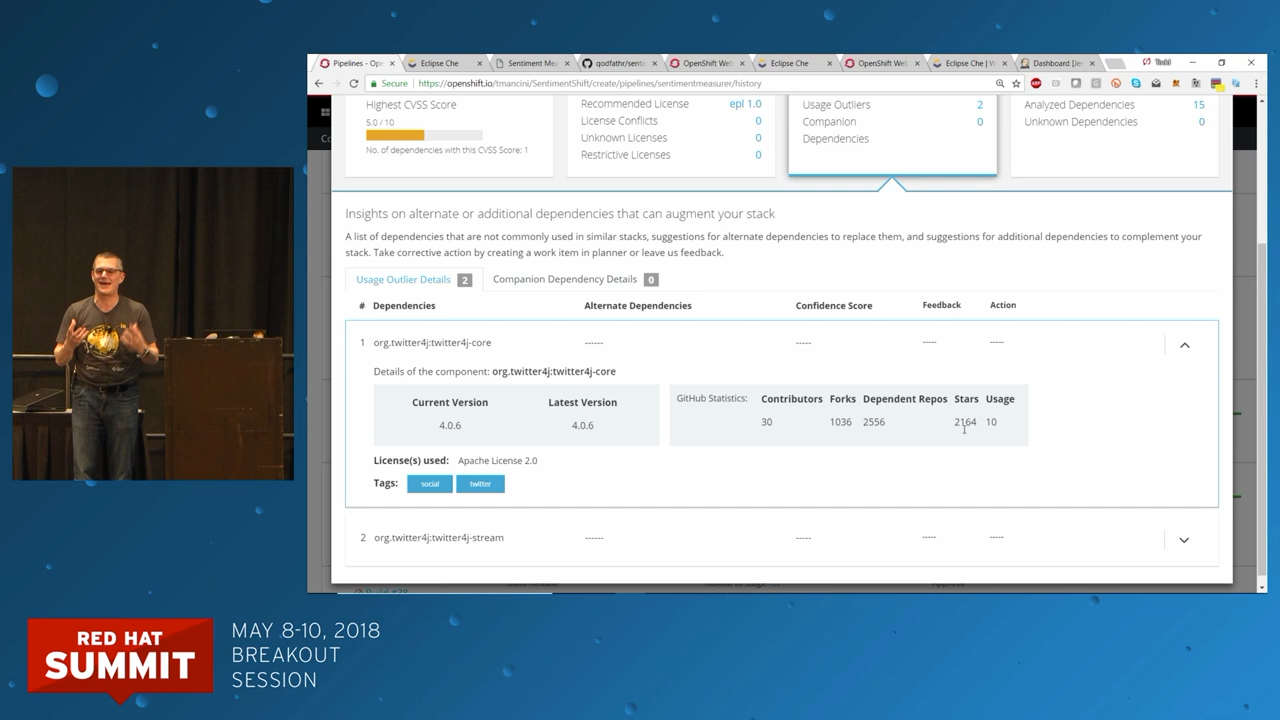 Pipelines - Ope
Eclipse Che
Sentiment Mea
qodfathr/senti
OpenShift Web
Eclipse Che
OpenShift Web
Eclipse Che | W
Dashboard [Jen
Todd
Secure
https://openshift.io/tmancini/SentimentShift/create/pipelines/sentimentmeasurer/history
Highest CVSS Score
5.0 / 10
No. of dependencies with this CVSS Score: 1
Recommended License epl 1.0
License Conflicts 0
Unknown Licenses 0
Restrictive Licenses 0
Usage Outliers 2
Companion 0
Dependencies
Analyzed Dependencies 15
Unknown Dependencies 0
Insights on alternate or additional dependencies that can augment your stack
A list of dependencies that are not commonly used in similar stacks, suggestions for alternate dependencies to replace them, and suggestions for additional dependencies to complement your
stack. Take corrective action by creating a work item in planner or leave us feedback.
Usage Outlier Details 2 Companion Dependency Details 0
# Dependencies Alternate Dependencies Confidence Score Feedback Action
1 org.twitter4j:twitter4j-core ------ ----- ----- -----
Details of the component: org.twitter4j:twitter4j-core
Current Version Latest Version
4.0.6 4.0.6
GitHub Statistics: Contributors Forks Dependent Repos Stars Usage
30 1036 2556 2164 10
License(s) used: Apache License 2.0
Tags: social twitter
2 org.twitter4j:twitter4j-stream ------ ----- ----- -----
RED HAT
SUMMIT
MAY 8-10, 2018
BREAKOUT
SESSION